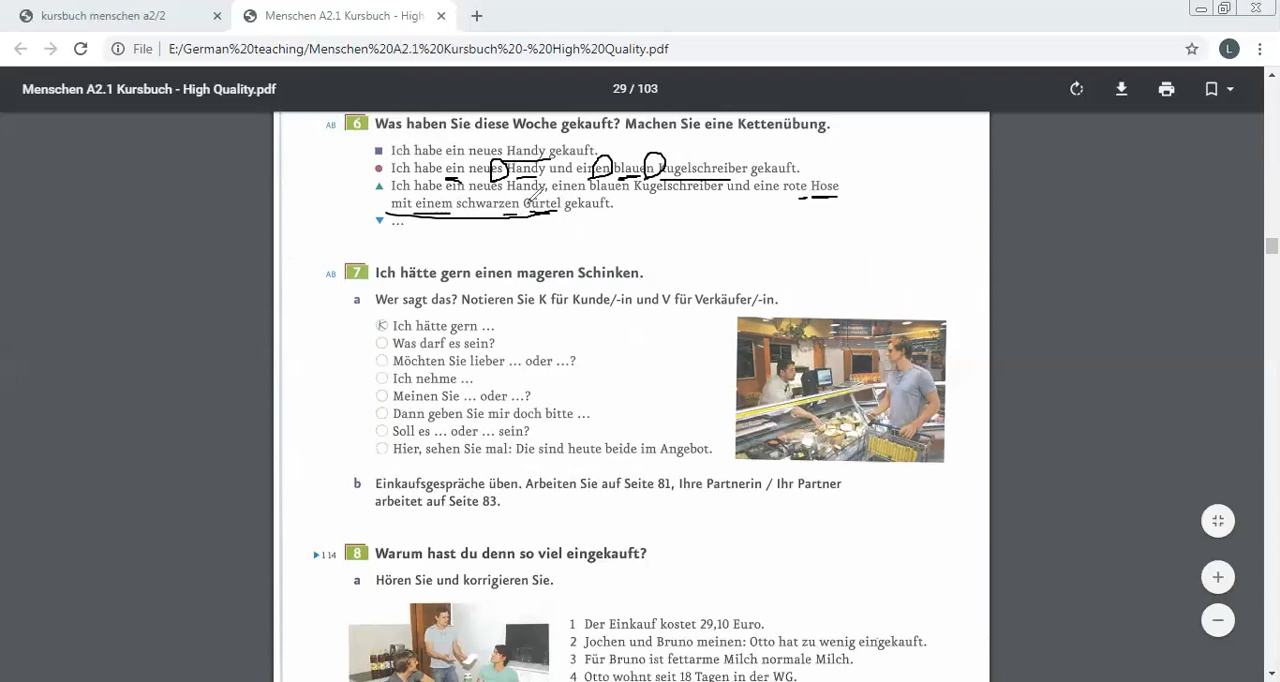 kursbuch menschen a2/2
Menschen A2.1 Kursbuch - High
File E:/German%20teaching/Menschen%20A2.1%20Kursbuch%20-%20High%20Quality.pdf
L
Menschen A2.1 Kursbuch - High Quality.pdf
29 / 103
AB 6 Was haben Sie diese Woche gekauft? Machen Sie eine Kettenübung.
Ich habe ein neues Handy gekauft.
Ich habe ein neues Handy und einen blauen Kugelschreiber gekauft.
Ich habe ein neues Handy, einen blauen Kugelschreiber und eine rote Hose
mit einem schwarzen Gürtel gekauft.
...
AB 7 Ich hätte gern einen mageren Schinken.
a Wer sagt das? Notieren Sie K für Kunde/-in und V für Verkäufer/-in.
K Ich hätte gern ...
Was darf es sein?
Möchten Sie lieber ... oder ...?
Ich nehme ...
Meinen Sie ... oder ...?
Dann geben Sie mir doch bitte ...
Soll es ... oder ... sein?
Hier, sehen Sie mal: Die sind heute beide im Angebot.
b Einkaufsgespräche üben. Arbeiten Sie auf Seite 81, Ihre Partnerin / Ihr Partner
arbeitet auf Seite 83.
1 14 8 Warum hast du denn so viel eingekauft?
a Hören Sie und korrigieren Sie.
1 Der Einkauf kostet 29,10 Euro.
2 Jochen und Bruno meinen: Otto hat zu wenig eingekauft.
3 Für Bruno ist fettarme Milch normale Milch.
4 Otto wohnt seit 18 Tagen in der WG.